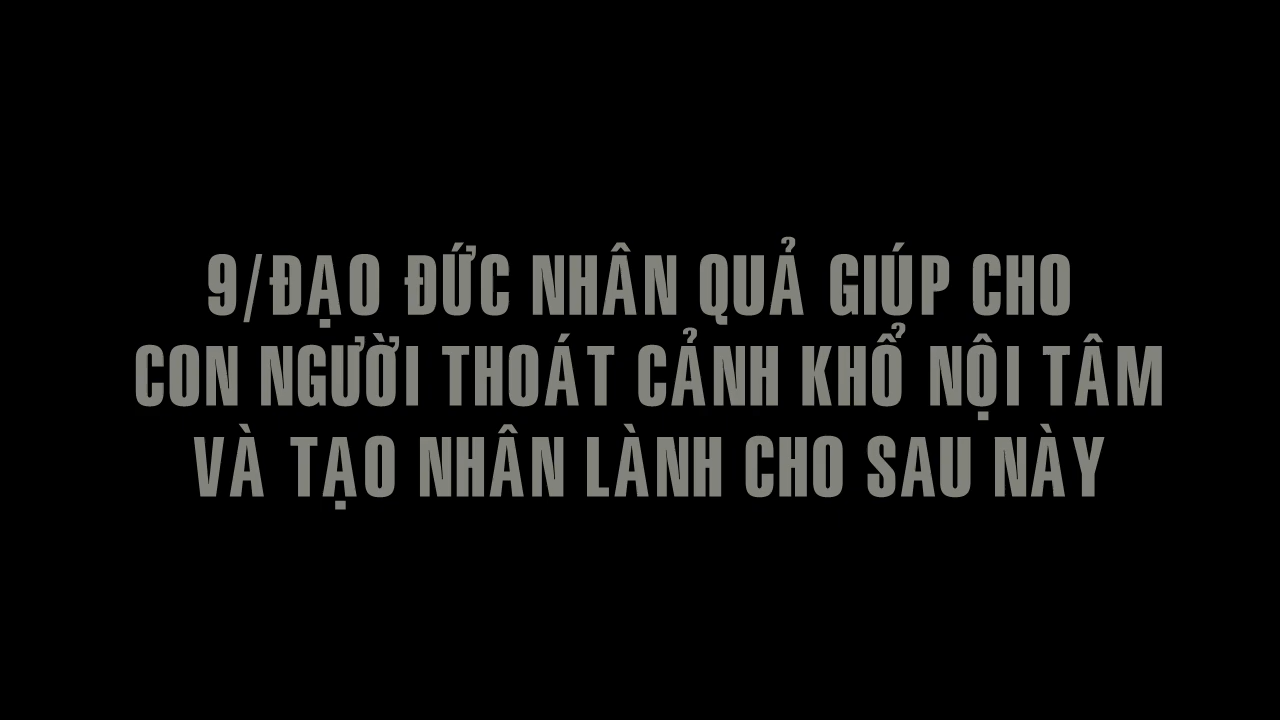 9/ĐẠO ĐỨC NHÂN QUẢ GIÚP CHO
CON NGƯỜI THOÁT CẢNH KHỔ NỘI TÂM
VÀ TẠO NHÂN LÀNH CHO SAU NÀY